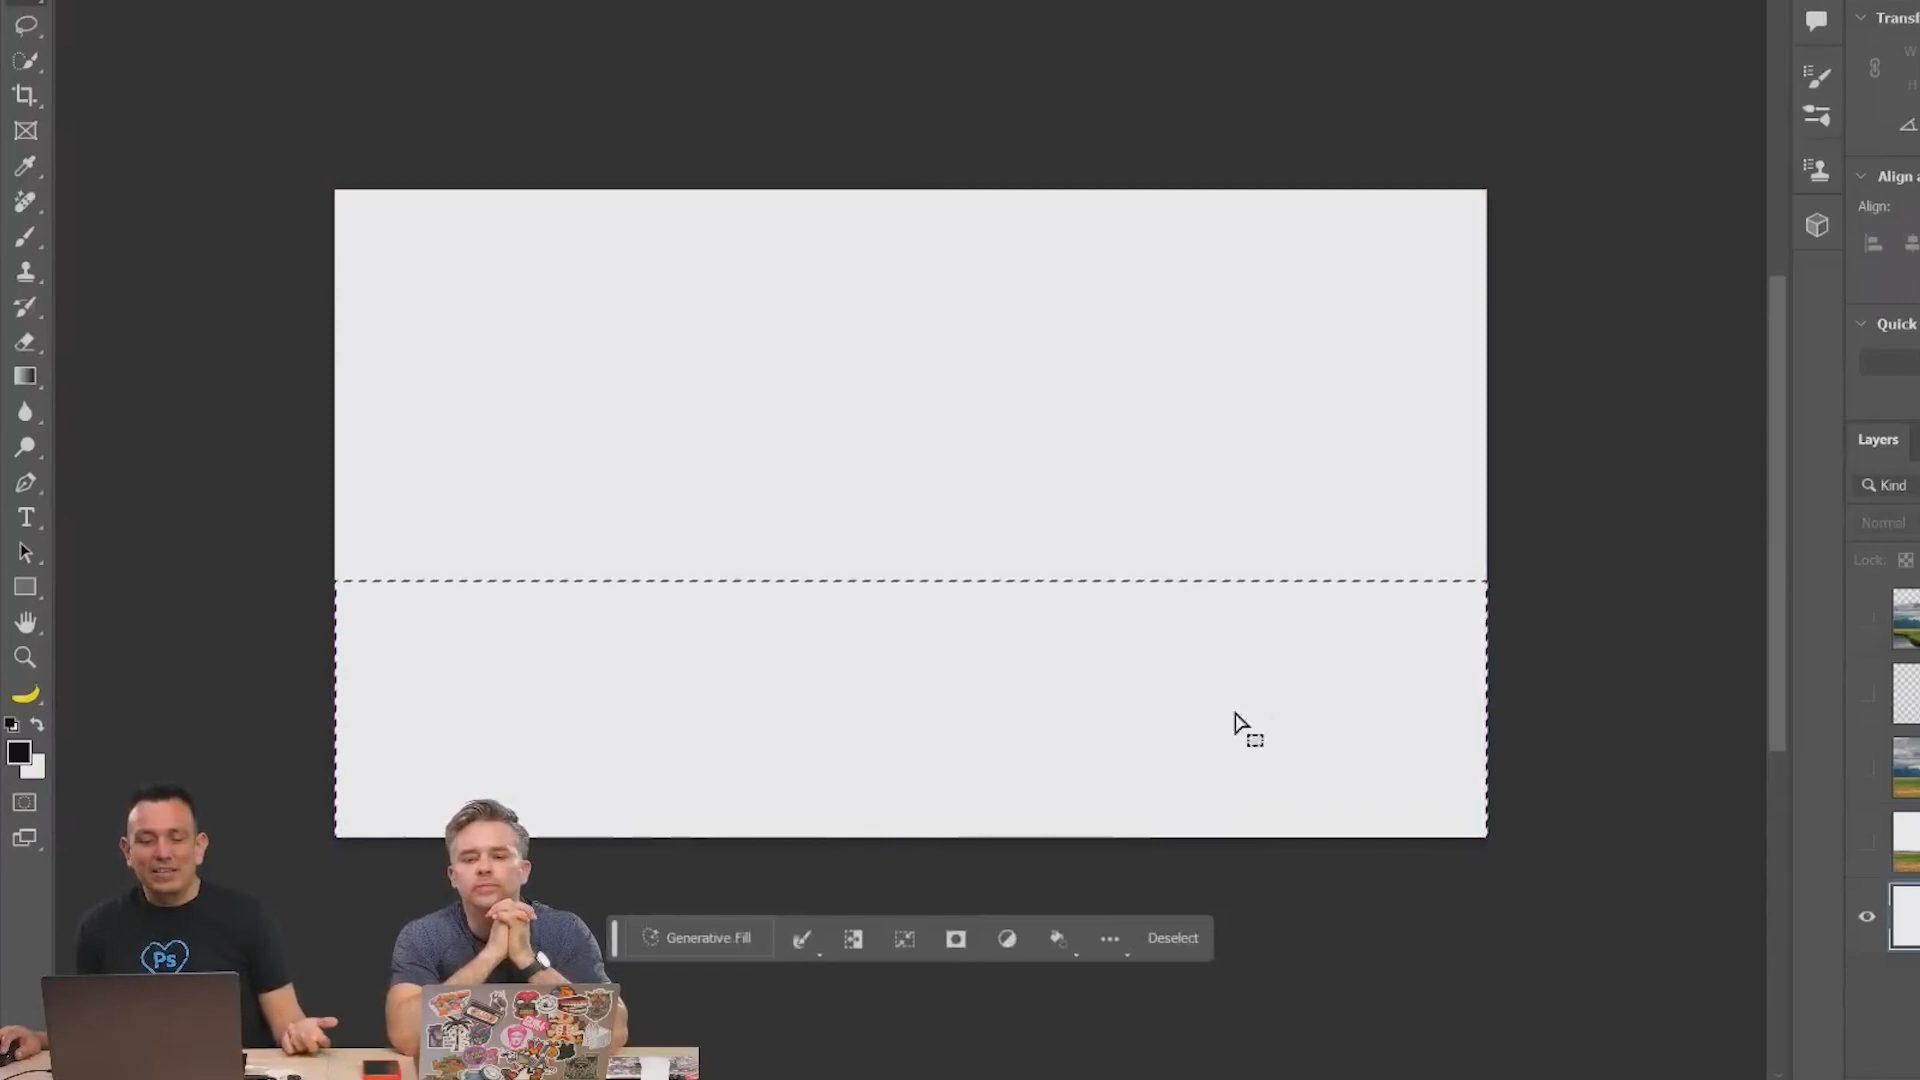 Transf
W
H
Align a
Align:
Quick
Layers
Kind
Normal
Lock:
Generative Fill
Deselect
Ps
T